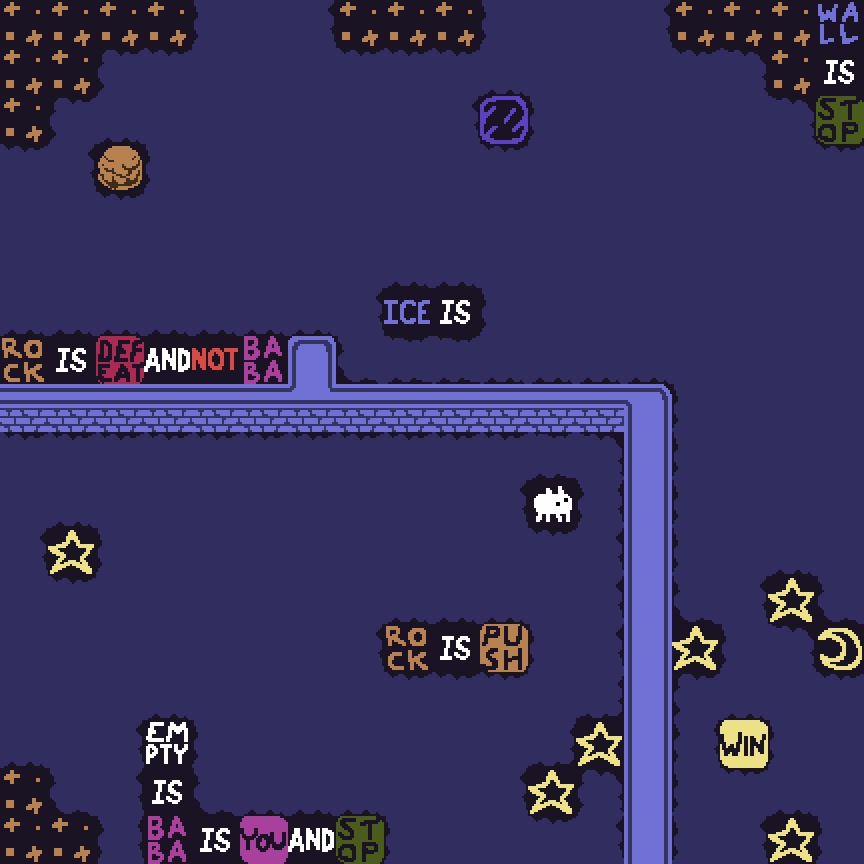 WALL
IS
STOP
ICE IS
ROCK IS DEFEAT AND NOT BABA
ROCK IS PUSH
EMPTY
WIN
IS
BABA IS YOU AND STOP